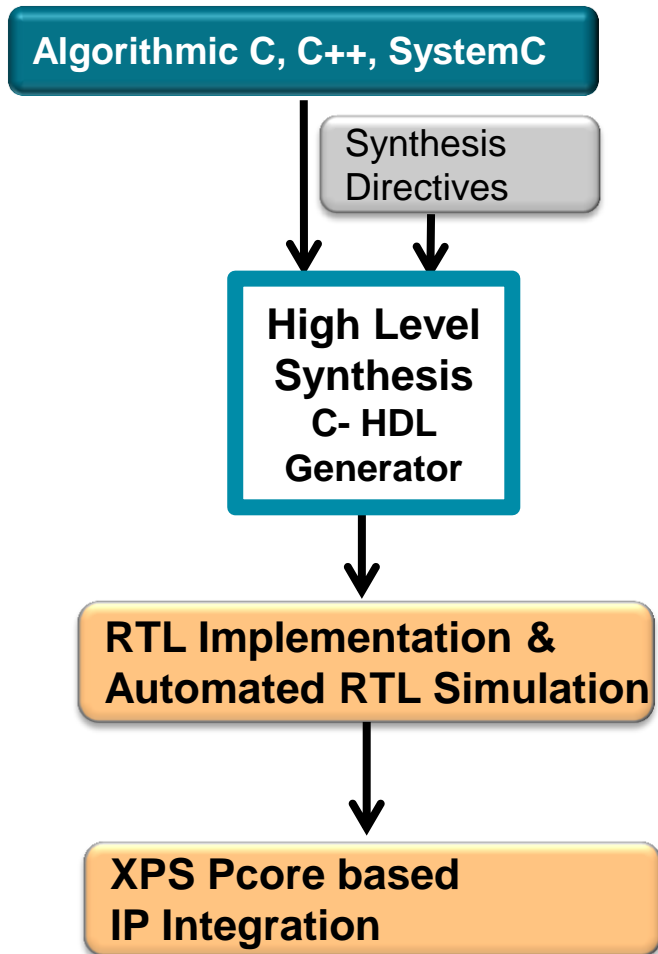 Algorithmic C, C++, SystemC
Synthesis
Directives
High Level
Synthesis
C- HDL
Generator
RTL Implementation &
Automated RTL Simulation
XPS Pcore based
IP Integration